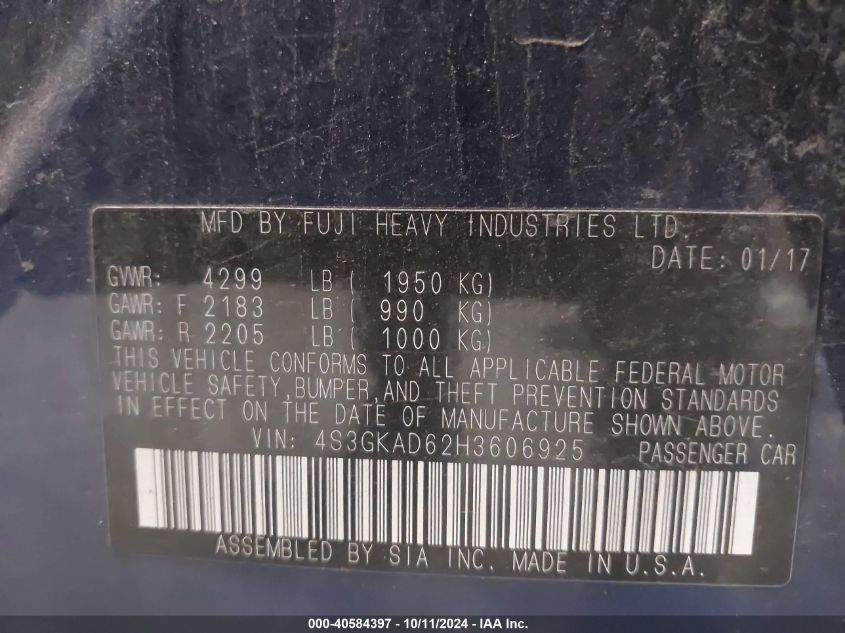 MFD BY FUJI HEAVY INDUSTRIES LTD.
DATE: 01/17
GVWR: 4299 LB ( 1950 KG)
GAWR: F 2183 LB ( 990 KG)
GAWR: R 2205 LB ( 1000 KG)
THIS VEHICLE CONFORMS TO ALL APPLICABLE FEDERAL MOTOR
VEHICLE SAFETY,BUMPER,AND THEFT PREVENTION STANDARDS
IN EFFECT ON THE DATE OF MANUFACTURE SHOWN ABOVE.
VIN: 4S3GKAD62H3606925 PASSENGER CAR
ASSEMBLED BY SIA INC. MADE IN U.S.A.
000-40584397 - 10/11/2024 - IAA Inc.